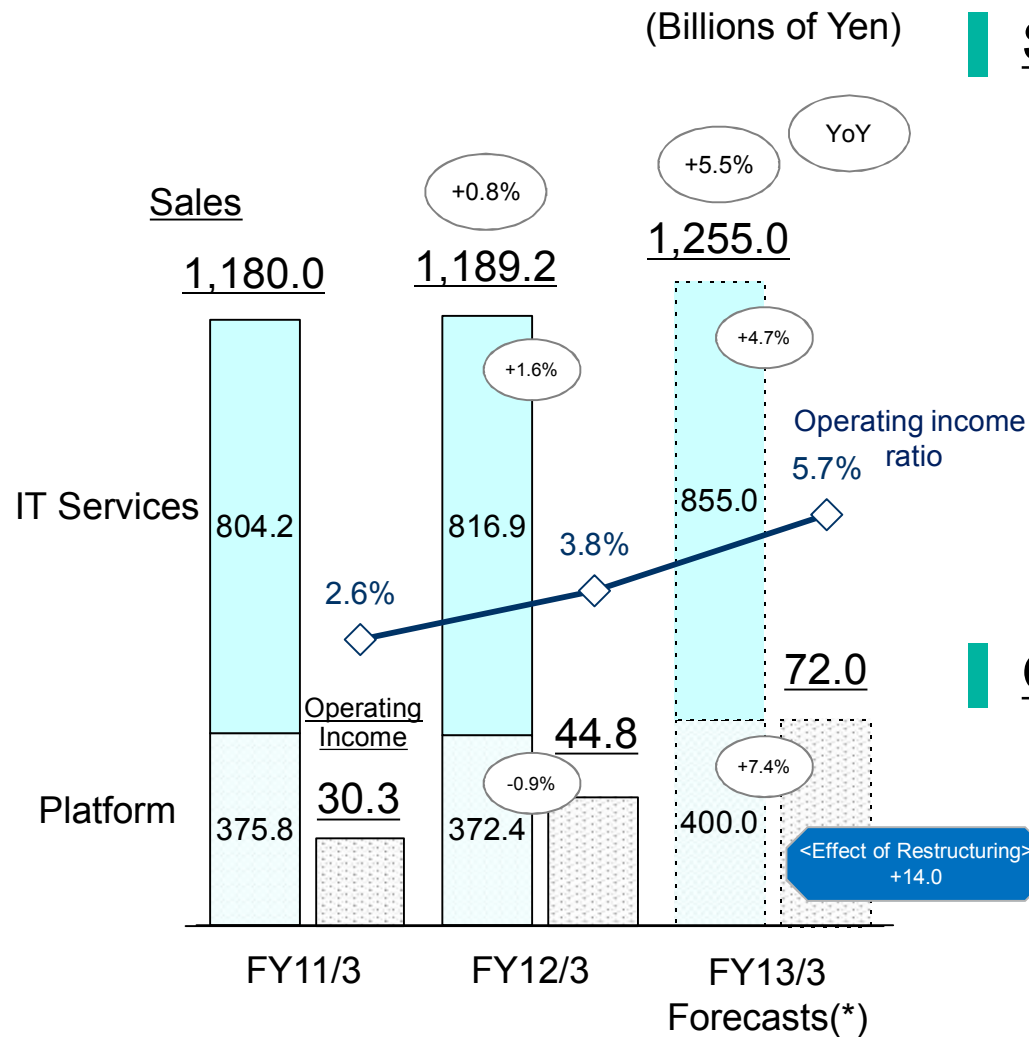 (Billions of Yen)
YoY
+0.8%
+5.5%
Sales
1,180.0
1,189.2
1,255.0
+1.6%
+4.7%
Operating income
ratio
5.7%
IT Services
804.2
816.9
855.0
2.6%
3.8%
Operating
Income
72.0
44.8
30.3
-0.9%
+7.4%
Platform
375.8
372.4
400.0
<Effect of Restructuring>
+14.0
FY11/3
FY12/3
FY13/3
Forecasts(*)